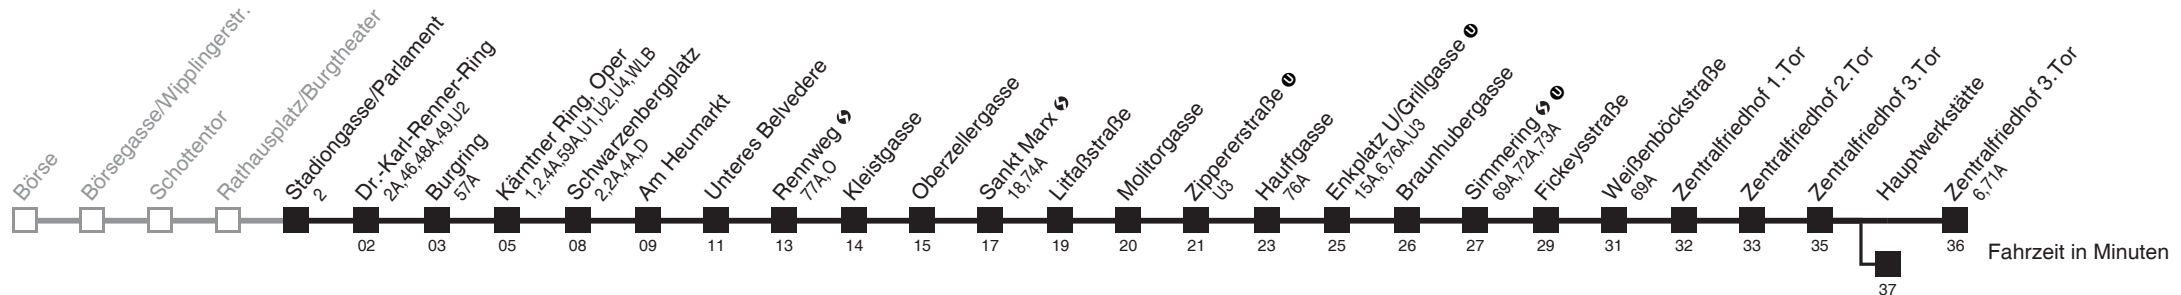 Börse
Börsegasse/Wipplingerstr.
Schottentor
Rathausplatz/Burgtheater
Stadiongasse/Parlament
2
Dr.-Karl-Renner-Ring
2A,46,48A,49,U2
Burgring
57A
Kärntner Ring, Oper
1,2,4A,59A,U1,U2,U4,WLB
Schwarzenbergplatz
2,2A,4A,D
Am Heumarkt
Unteres Belvedere
Rennweg S
77A,O
Kleistgasse
Oberzellergasse
Sankt Marx S
18,74A
Litfaßstraße
Molitorgasse
Zippererstraße U
U3
Hauffgasse
76A
Enkplatz U/Grillgasse U
15A,6,76A,U3
Braunhubergasse
Simmering S U
69A,72A,73A
Fickeysstraße
Weißenböckstraße
69A
Zentralfriedhof 1.Tor
Zentralfriedhof 2.Tor
Zentralfriedhof 3.Tor
Hauptwerkstätte
Zentralfriedhof 3.Tor
6,71A
02 03 05 08 09 11 13 14 15 17 19 20 21 23 25 26 27 29 31 32 33 35 36
Fahrzeit in Minuten
37